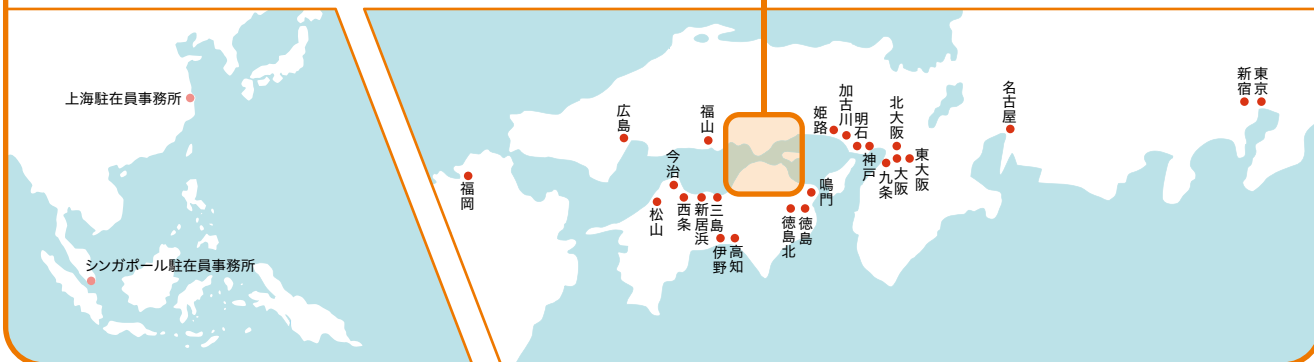 上海駐在員事務所
シンガポール駐在員事務所
福岡
広島
福山
今治
松山
西条
新居浜
三島
伊野
高知
姫路
加古川
明石
神戸
北大阪
九条
大阪
東大阪
鳴門
徳島北
徳島
名古屋
新宿
東京